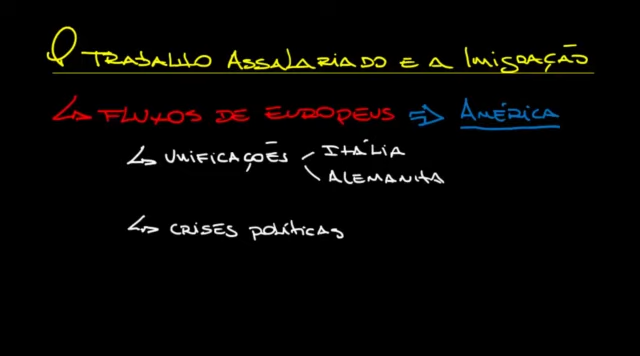 O TRABALHO ASSALARIADO E A IMIGRAÇÃO
↳ FLUXOS DE EUROPEUS ⇒ AMÉRICA
↳ UNIFICAÇÕES
ITÁLIA
ALEMANHA
↳ CRISES POLÍTICAS